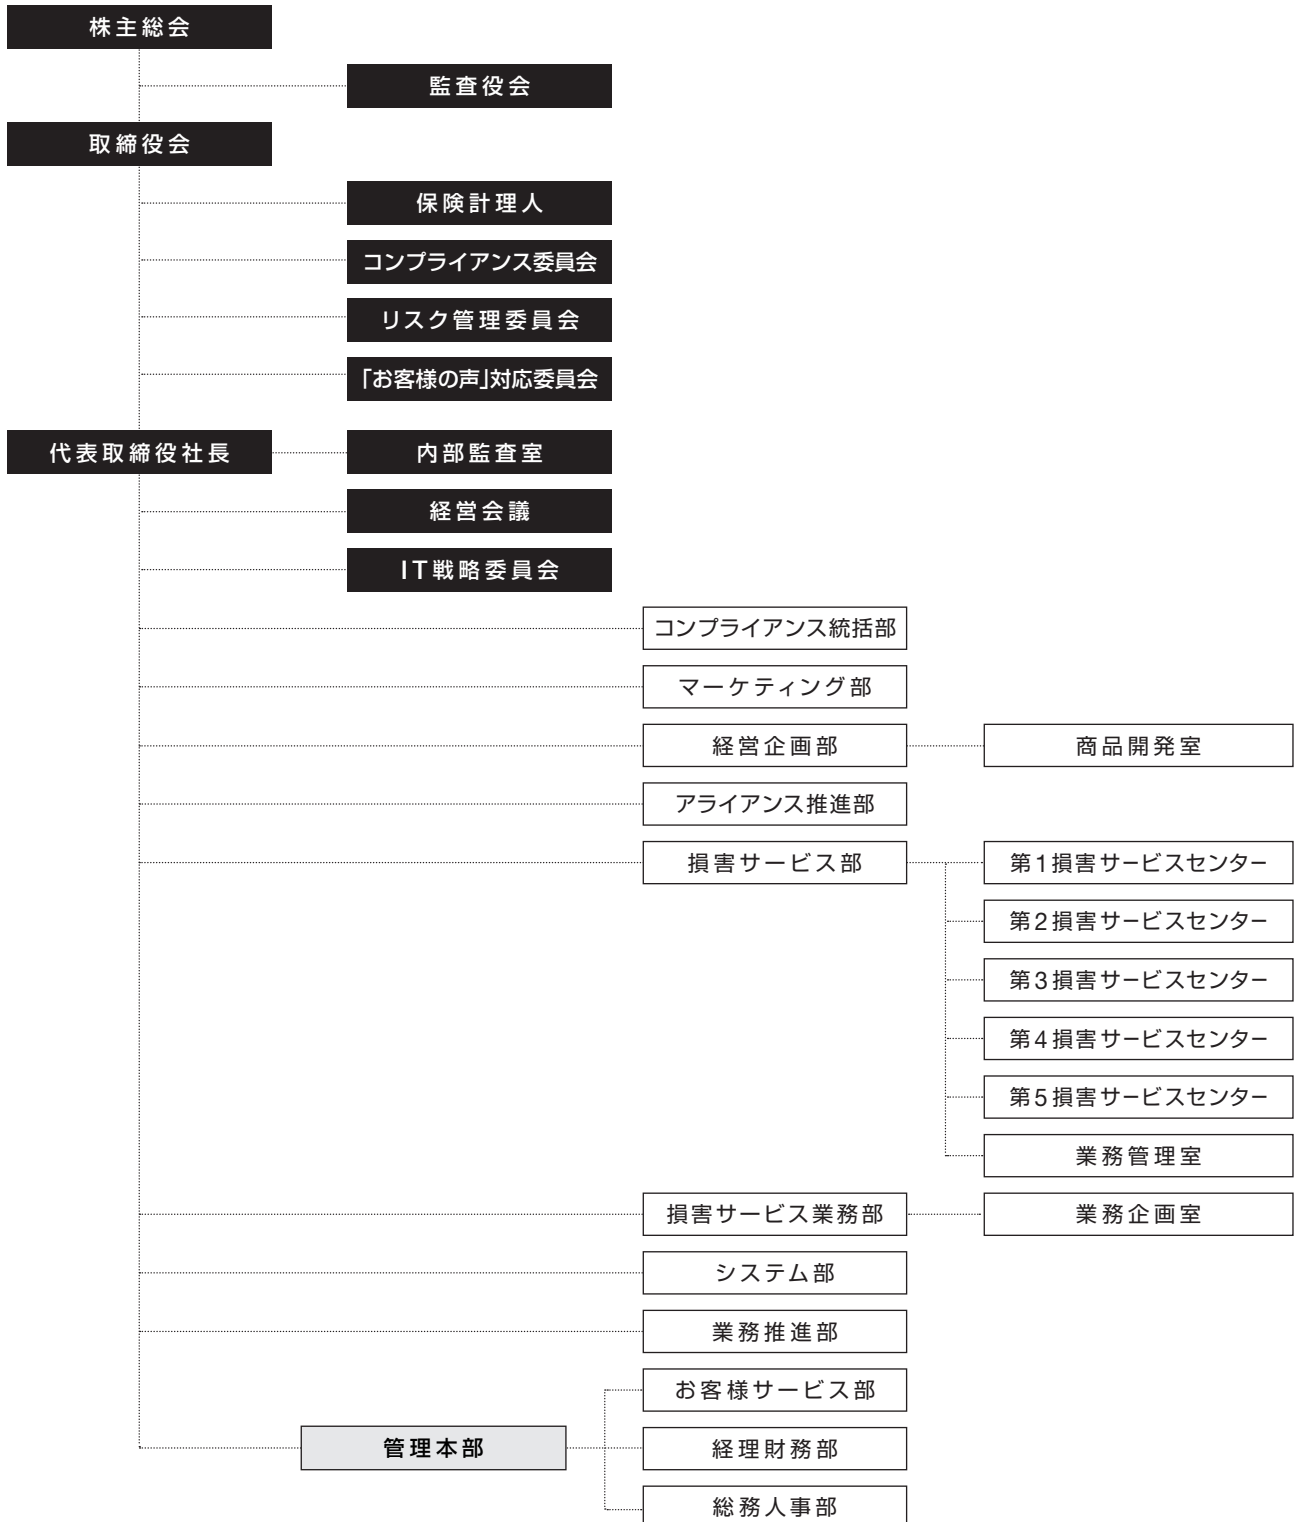 株主総会
監査役会
取締役会
保険計理人
コンプライアンス委員会
リスク管理委員会
「お客様の声」対応委員会
代表取締役社長
内部監査室
経営会議
IT戦略委員会
コンプライアンス統括部
マーケティング部
経営企画部
商品開発室
アライアンス推進部
損害サービス部
第1損害サービスセンター
第2損害サービスセンター
第3損害サービスセンター
第4損害サービスセンター
第5損害サービスセンター
業務管理室
損害サービス業務部
業務企画室
システム部
業務推進部
お客様サービス部
管理本部
経理財務部
総務人事部